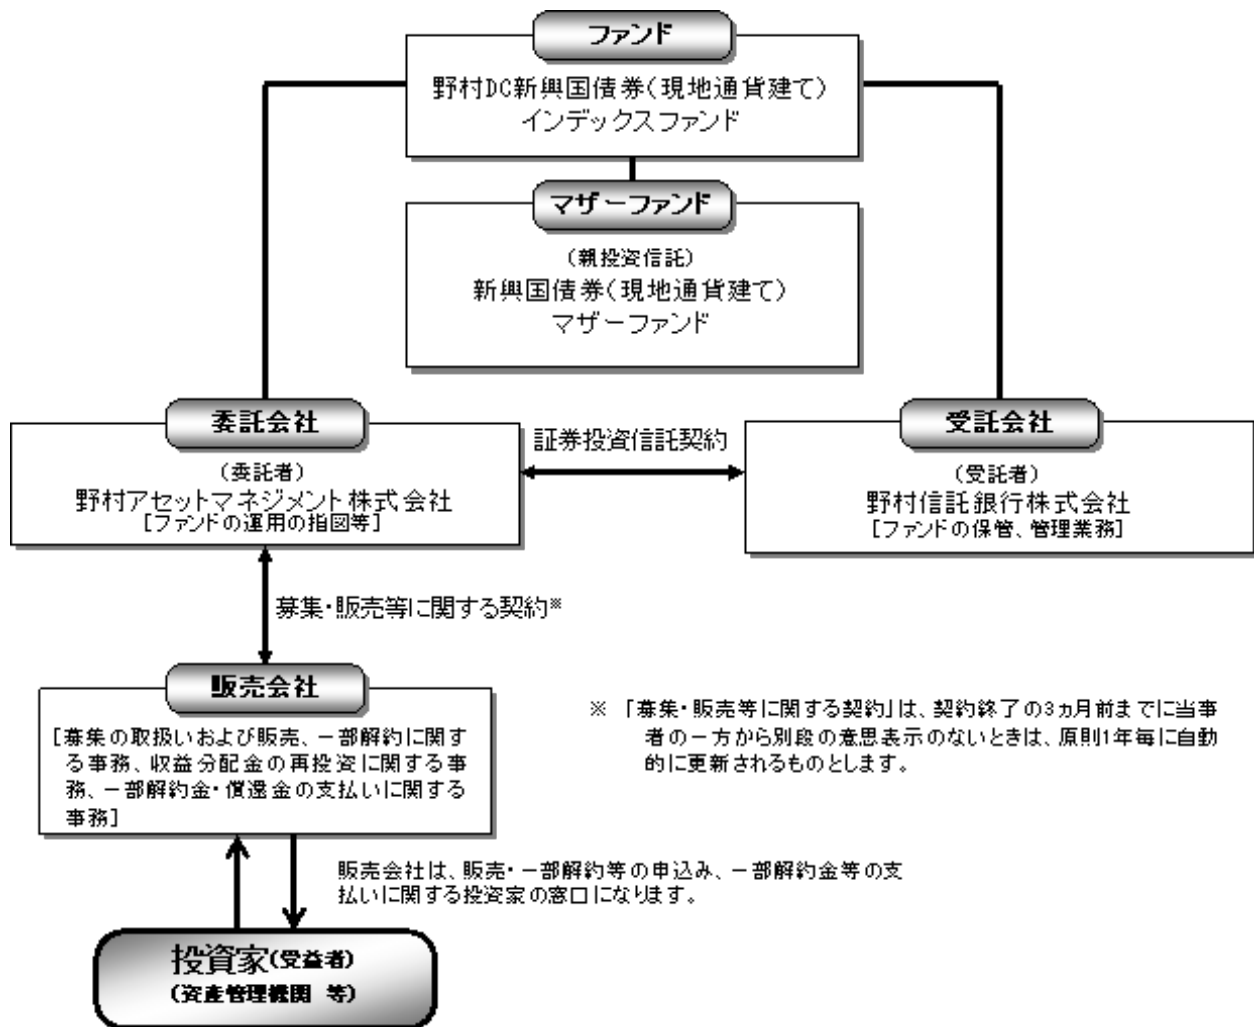 ファンド
野村DC新興国債券(現地通貨建て)
インデックスファンド
マザーファンド
(親投資信託)
新興国債券(現地通貨建て)
マザーファンド
委託会社
(委託者)
野村アセットマネジメント株式会社
[ファンドの運用の指図等]
証券投資信託契約
受託会社
(受託者)
野村信託銀行株式会社
[ファンドの保管、管理業務]
募集・販売等に関する契約※
販売会社
[募集の取扱いおよび販売、一部解約に関す
る事務、収益分配金の再投資に関する事
務、一部解約金・償還金の支払いに関する
事務]
※ 「募集・販売等に関する契約」は、契約終了の3ヵ月前までに当事
者の一方から別段の意思表示のないときは、原則1年毎に自動
的に更新されるものとします。
販売会社は、販売・一部解約等の申込み、一部解約金等の支
払いに関する投資家の窓口になります。
投資家(受益者)
(資産管理機関 等)